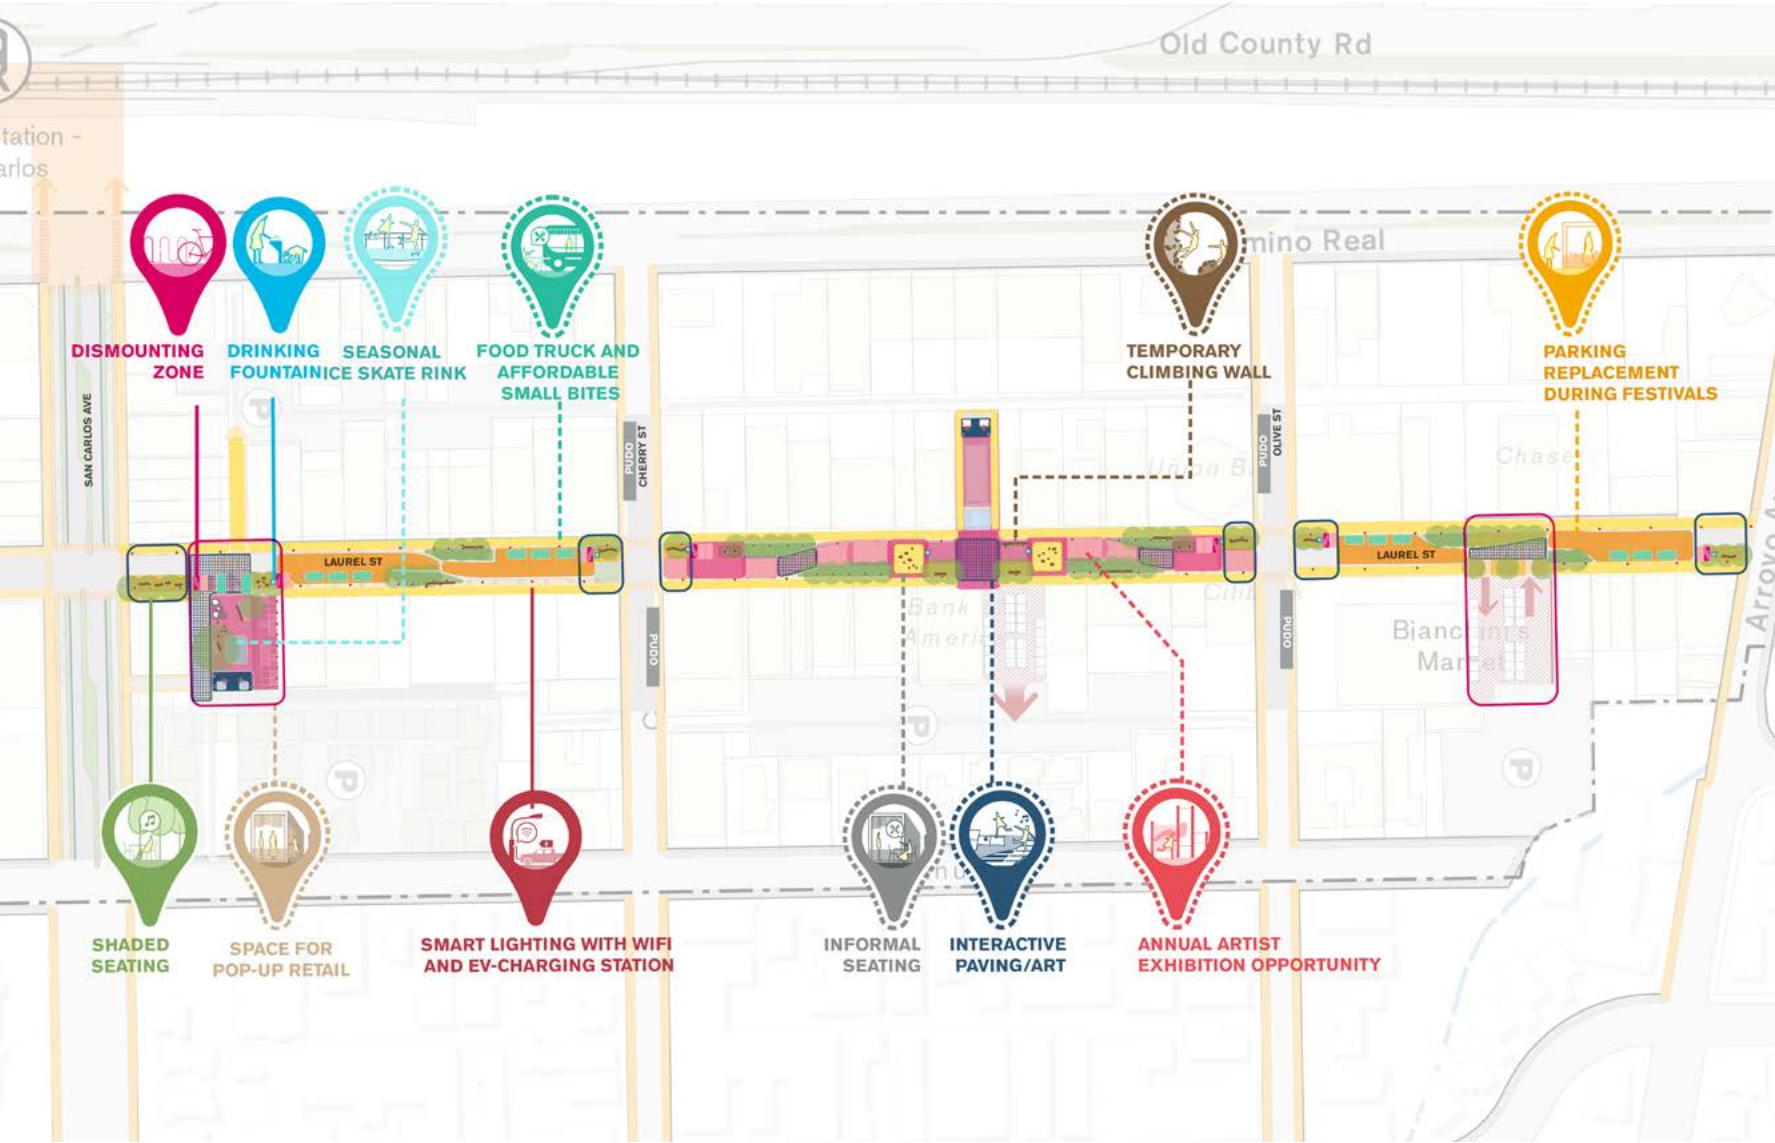 Old County Rd
tation -
arlos
mino Real
DISMOUNTING
ZONE
DRINKING
FOUNTAIN
SEASONAL
ICE SKATE RINK
FOOD TRUCK AND
AFFORDABLE
SMALL BITES
TEMPORARY
CLIMBING WALL
PARKING
REPLACEMENT
DURING FESTIVALS
P
SAN CARLOS AVE
PUDO
CHERRY ST
PUDO
OLIVE ST
Union B
Chase
LAUREL ST
LAUREL ST
Bank
Ameri
PUDO
PUDO
Arroyo A
P
P
P
SHADED
SEATING
SPACE FOR
POP-UP RETAIL
SMART LIGHTING WITH WIFI
AND EV-CHARGING STATION
INFORMAL
SEATING
INTERACTIVE
PAVING/ART
ANNUAL ARTIST
EXHIBITION OPPORTUNITY